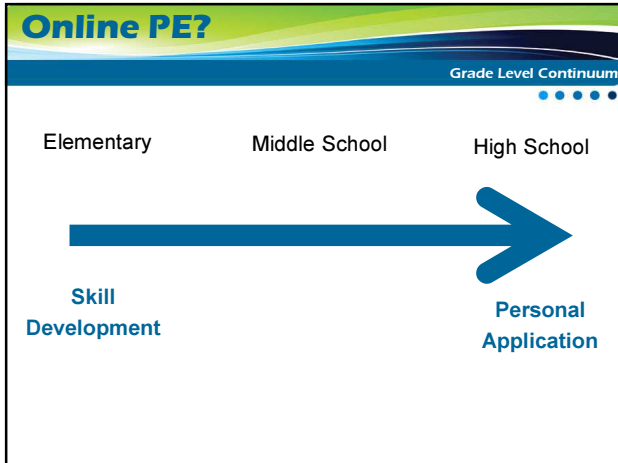 Online PE?
Grade Level Continuum
Elementary
Middle School
High School
Skill
Development
Personal
Application